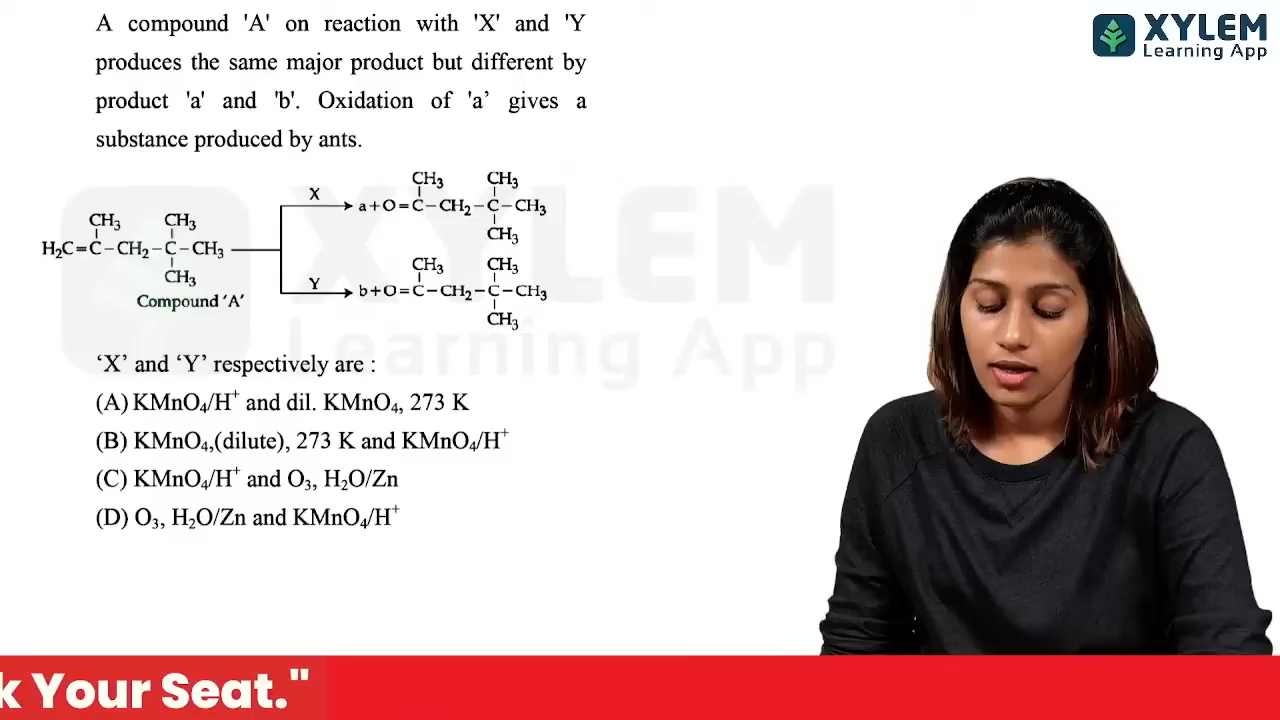 A compound 'A' on reaction with 'X' and 'Y
produces the same major product but different by
product 'a' and 'b'. Oxidation of 'a' gives a
substance produced by ants.
XYLEM
Learning App
CH₃ CH₃
X
a+O=C–CH₂–C–CH₃
CH₃
CH₃ CH₃
H₂C=C–CH₂–C–CH₃
CH₃
Compound 'A'
CH₃ CH₃
Y
b+O=C–CH₂–C–CH₃
CH₃
XYLEM
Learning App
'X' and 'Y' respectively are :
(A) KMnO₄/H⁺ and dil. KMnO₄, 273 K
(B) KMnO₄,(dilute), 273 K and KMnO₄/H⁺
(C) KMnO₄/H⁺ and O₃, H₂O/Zn
(D) O₃, H₂O/Zn and KMnO₄/H⁺
k Your Seat."